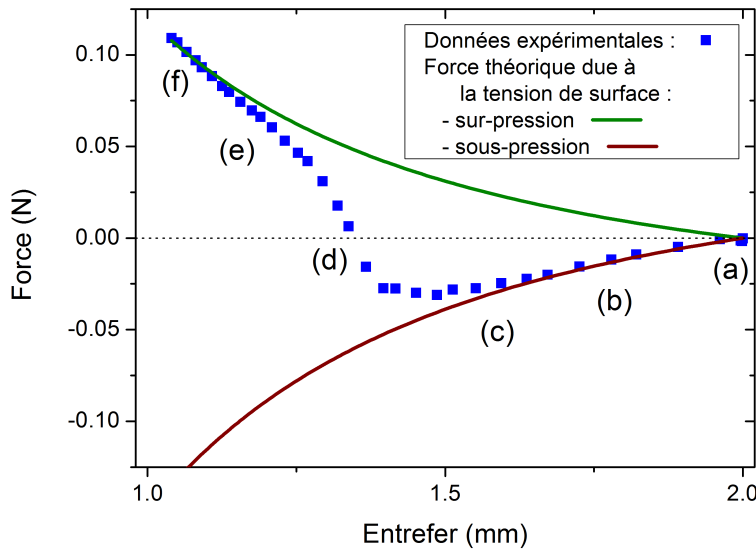 Données expérimentales :
Force théorique due à
la tension de surface :
- sur-pression
- sous-pression
0.10
0.05
0.00
-0.05
-0.10
Force (N)
(f)
(e)
(d)
(c)
(b)
(a)
1.0
1.5
2.0
Entrefer (mm)